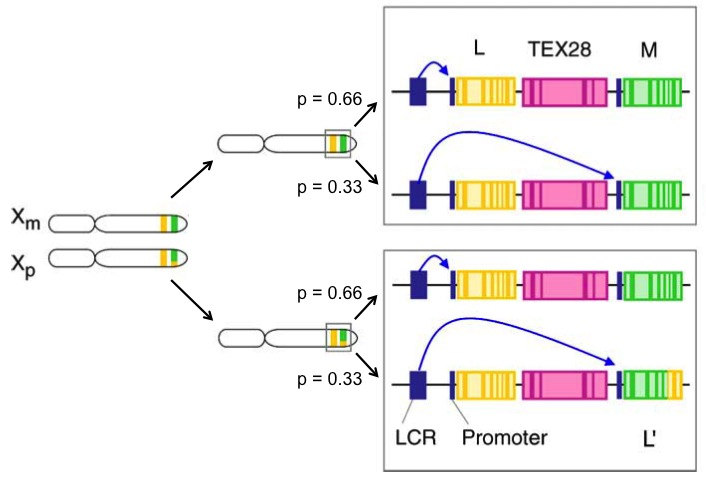 L TEX28 M
p = 0.66
p = 0.33
Xm
Xp
p = 0.66
p = 0.33
LCR Promoter L'